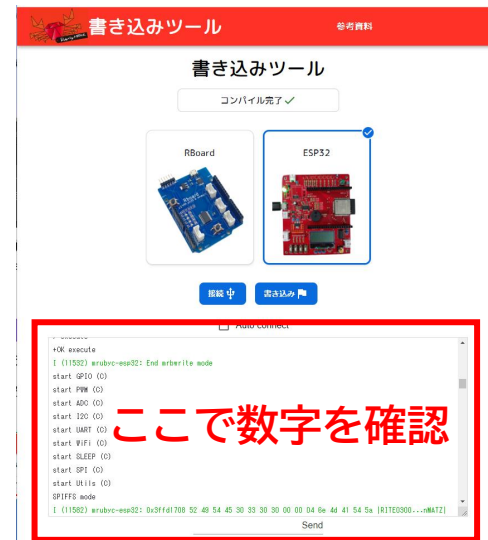 書き込みツール
参考資料
書き込みツール
コンパイル完了 ✓
RBoard
ESP32
接続
書き込み
Auto connect
+OK execute
I (11592) mrubyc-esp32: End mrbwrite mode
start GPIO (C)
start PWM (C)
start ADC (C)
start I2C (C)
start UART (C)
start WiFi (C)
start SLEEP (C)
start SPI (C)
start Utils (C)
SPIFFS mode
I (11582) mrubyc-esp32: 0x3ffd1708 52 49 54 45 30 33 30 30 00 00 04 6e 4d 41 54 5a |RITE0300...nMATZ|
ここで数字を確認
Send